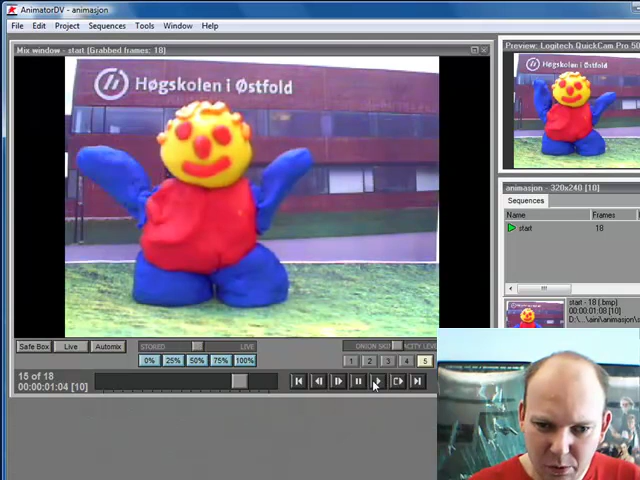 AnimatorDV - animasjon
File Edit Project Sequences Tools Window Help
Mix window - start [Grabbed frames: 18]
Høgskolen i Østfold
Preview: Logitech QuickCam Pro 50
Høgskolen i Østfold
animasjon - 320x240 [10]
Sequences
Name Frames
start 18
start - 18 (.bmp)
00:00:01:08 [10]
Safe Box Live Automix
STORED LIVE
0% 25% 50% 75% 100%
ONION SKIN
1 2 3 4 5
15 of 18
00:00:01:04 [10]